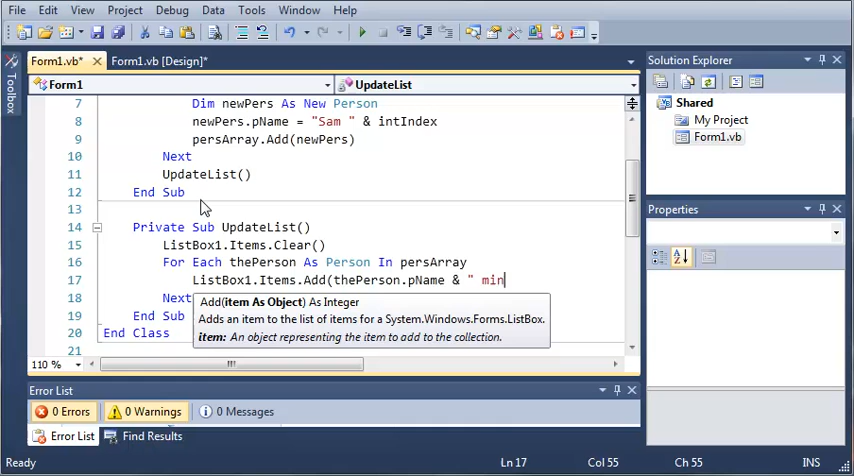 File Edit View Project Debug Data Tools Window Help
Form1.vb* Form1.vb [Design]*
Form1 UpdateList
Toolbox
7 Dim newPers As New Person
8 newPers.pName = "Sam " & intIndex
9 persArray.Add(newPers)
10 Next
11 UpdateList()
12 End Sub
13
14 Private Sub UpdateList()
15 ListBox1.Items.Clear()
16 For Each thePerson As Person In persArray
17 ListBox1.Items.Add(thePerson.pName & " min
18 Next
19 End Sub
20 End Class
21
Add(item As Object) As Integer
Adds an item to the list of items for a System.Windows.Forms.ListBox.
item: An object representing the item to add to the collection.
110 %
Solution Explorer
Shared
My Project
Form1.vb
Properties
Error List
0 Errors 0 Warnings 0 Messages
Error List Find Results
Ready Ln 17 Col 55 Ch 55 INS